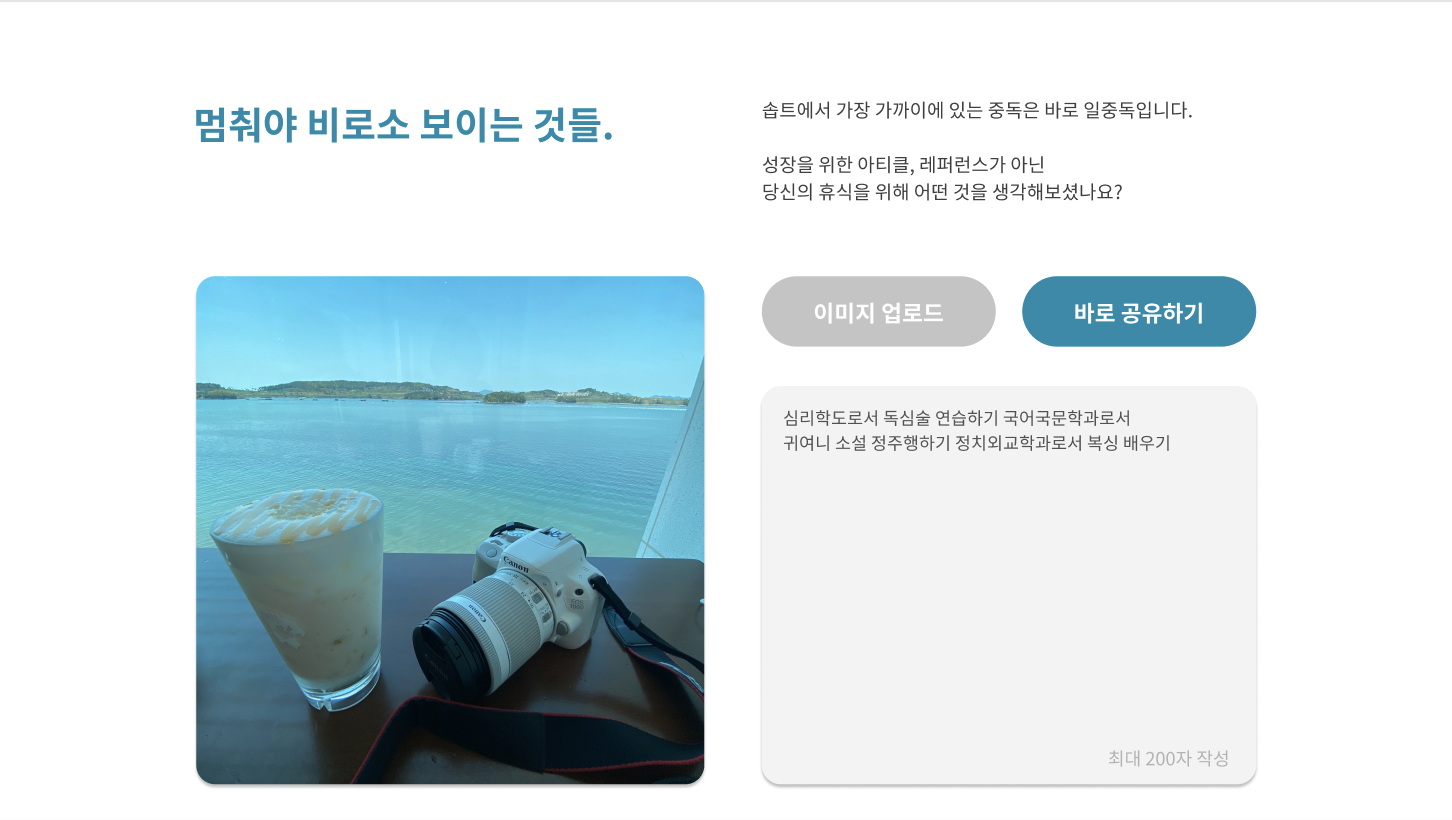 멈춰야 비로소 보이는 것들.
솝트에서 가장 가까이에 있는 중독은 바로 일중독입니다.
성장을 위한 아티클, 레퍼런스가 아닌
당신의 휴식을 위해 어떤 것을 생각해보셨나요?
이미지 업로드
바로 공유하기
심리학도로서 독심술 연습하기 국어국문학과로서
귀여니 소설 정주행하기 정치외교학과로서 복싱 배우기
최대 200자 작성
Canon
Canon